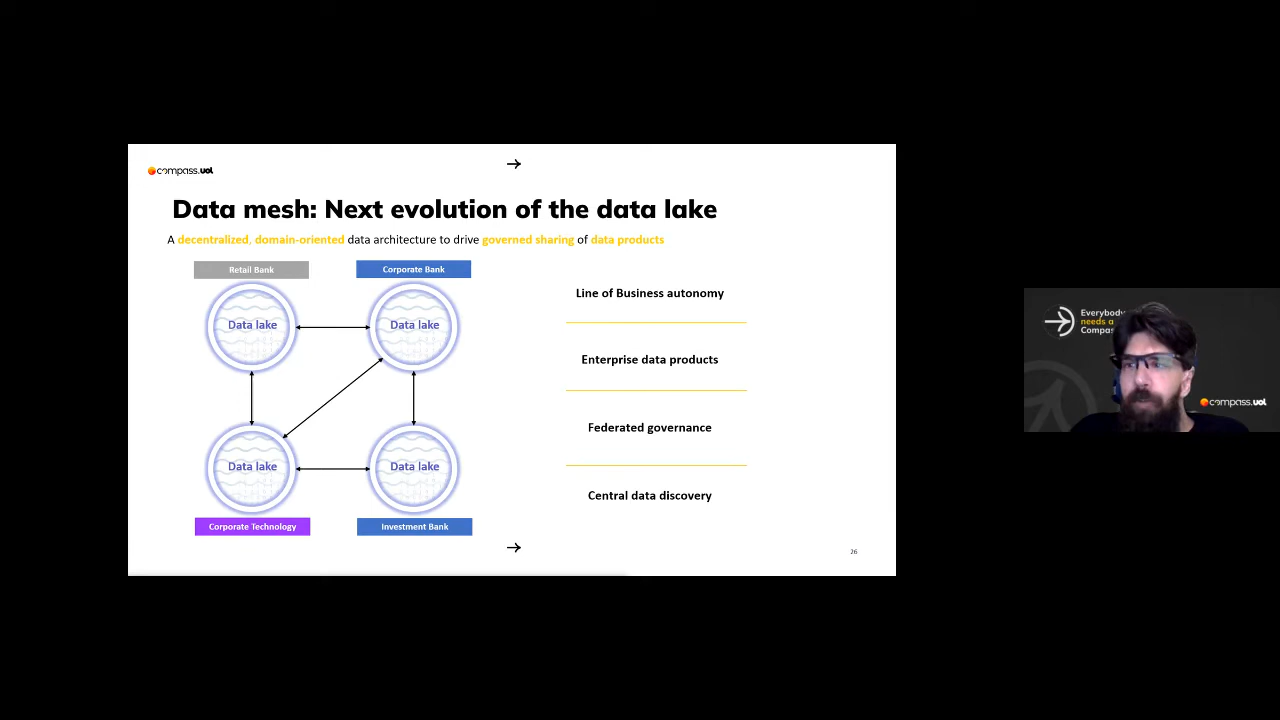 compass.uol
Data mesh: Next evolution of the data lake
A decentralized, domain-oriented data architecture to drive governed sharing of data products
Retail Bank
Corporate Bank
Data lake
Data lake
Data lake
Data lake
Corporate Technology
Investment Bank
Line of Business autonomy
Enterprise data products
Federated governance
Central data discovery
26
Everybody
needs a
Compass
compass.uol